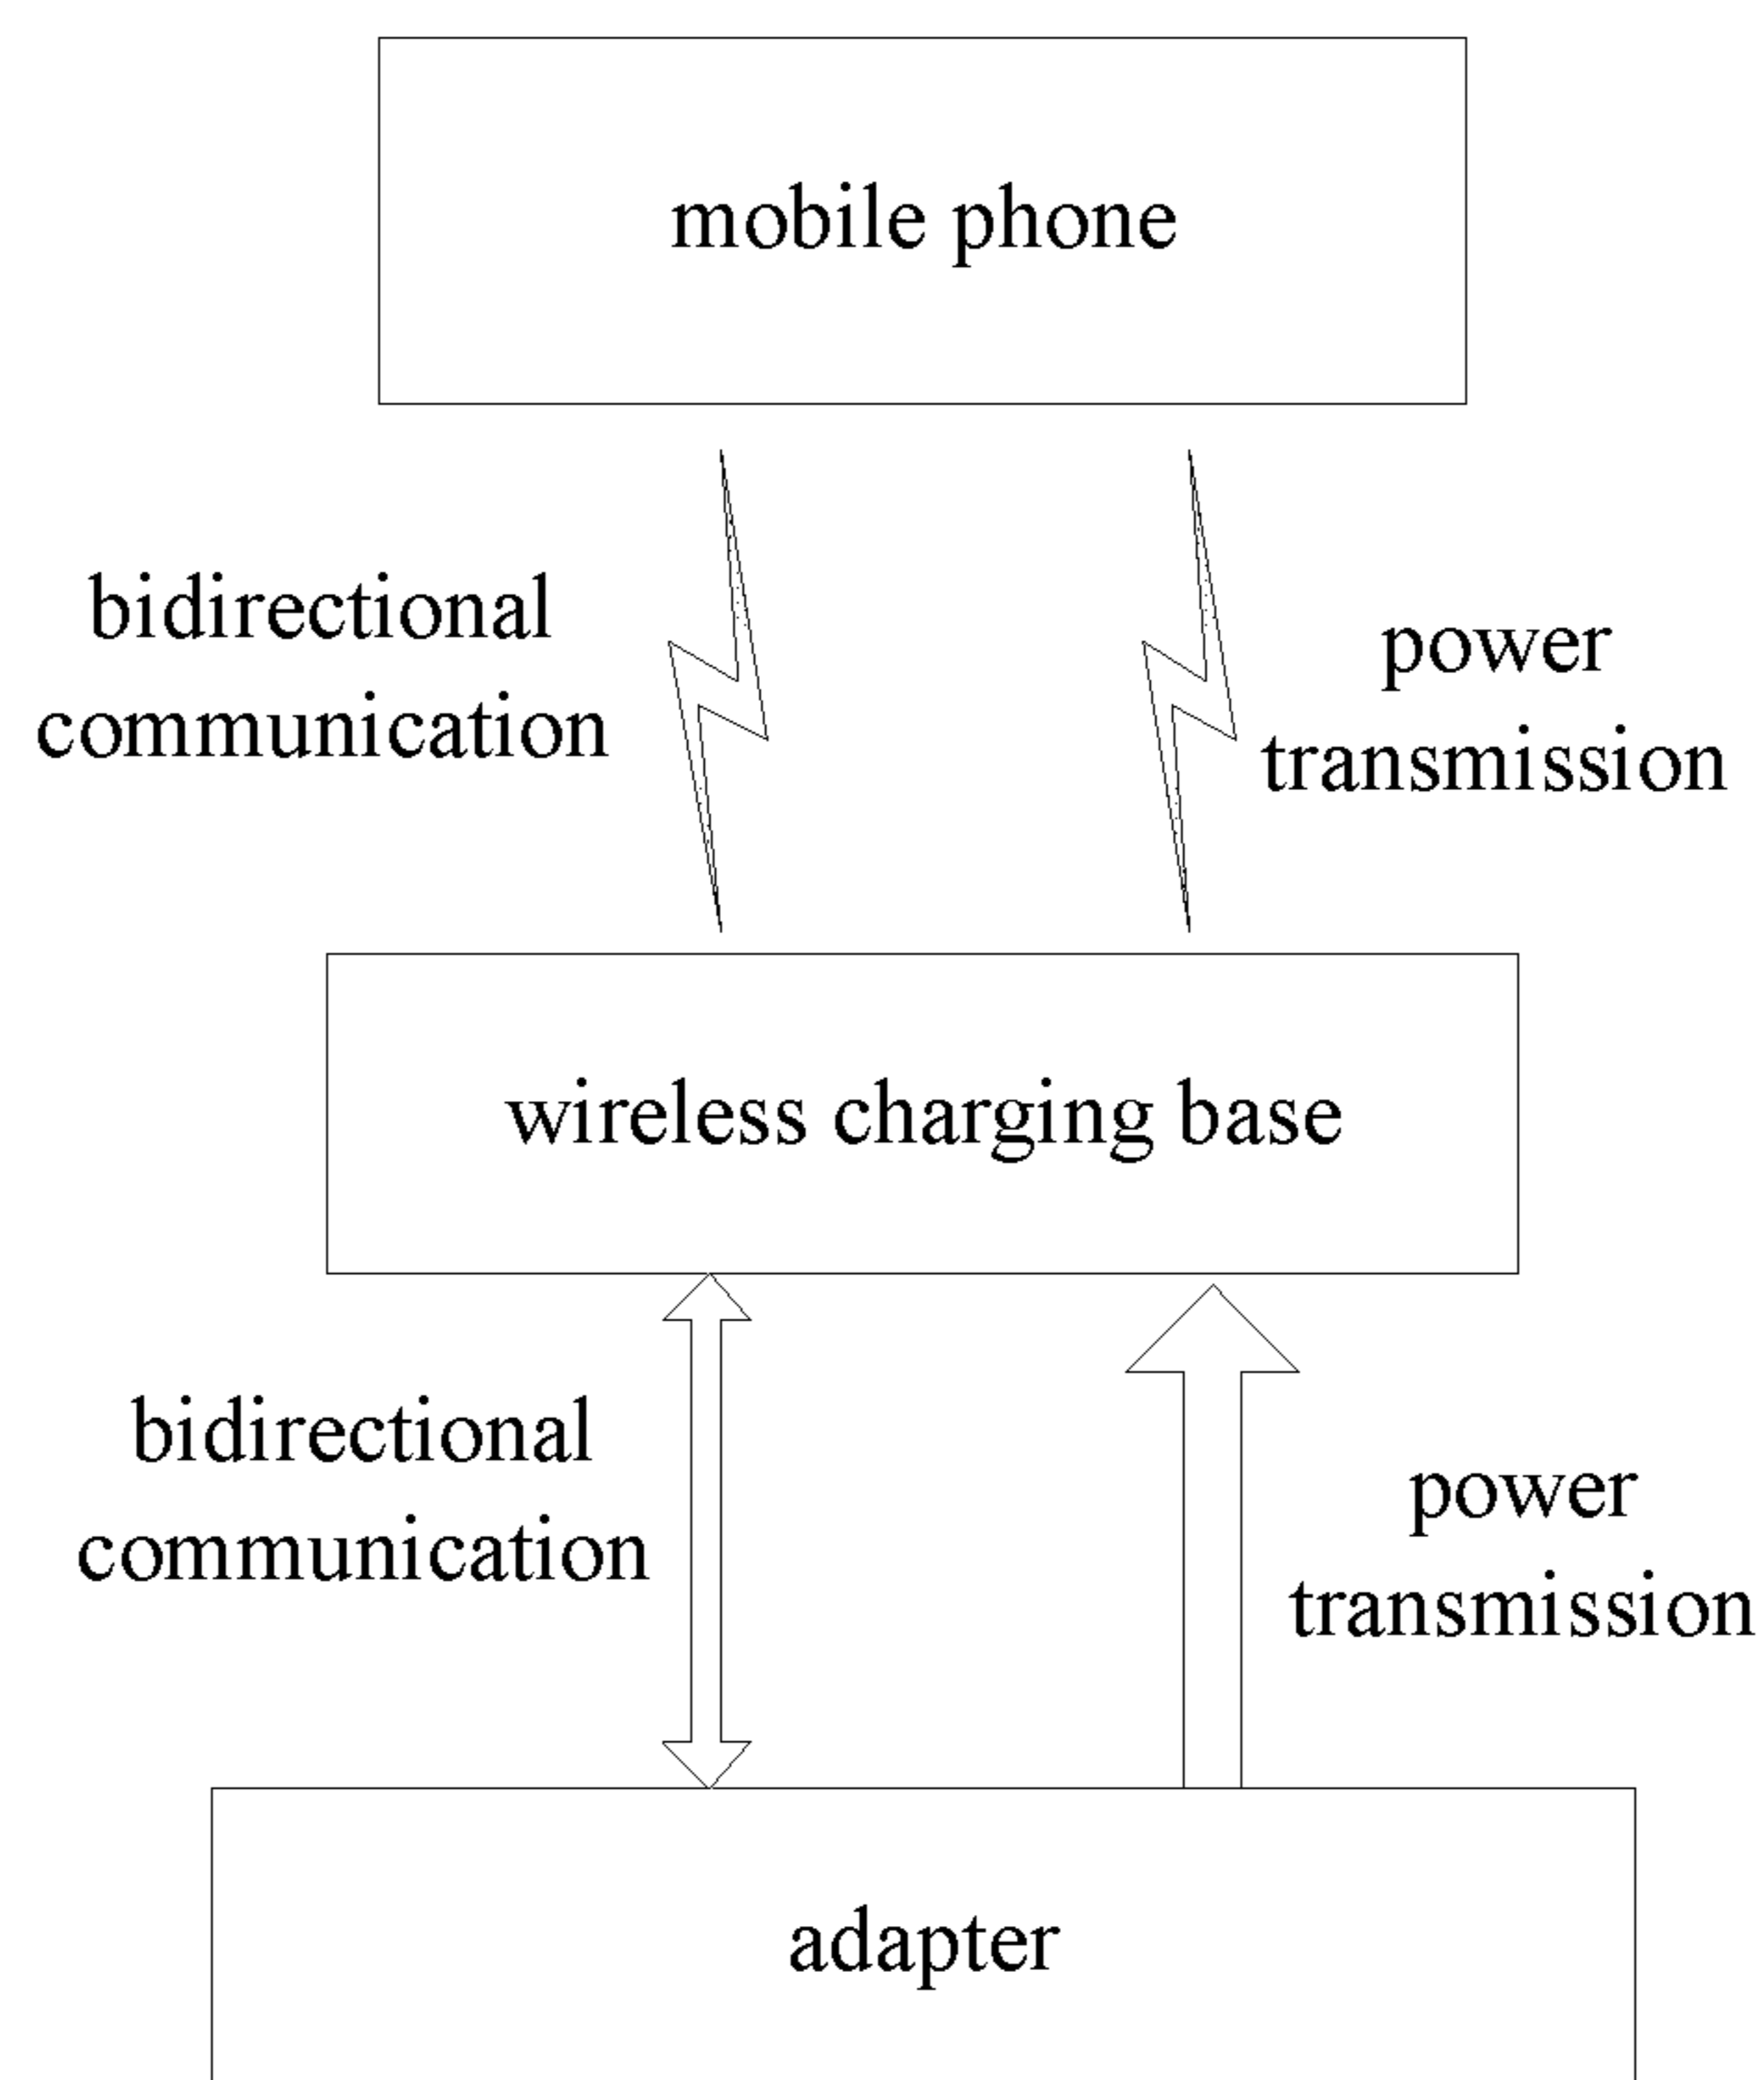 mobile phone
bidirectional
communication
power
transmission
wireless charging base
bidirectional
communication
power
transmission
adapter